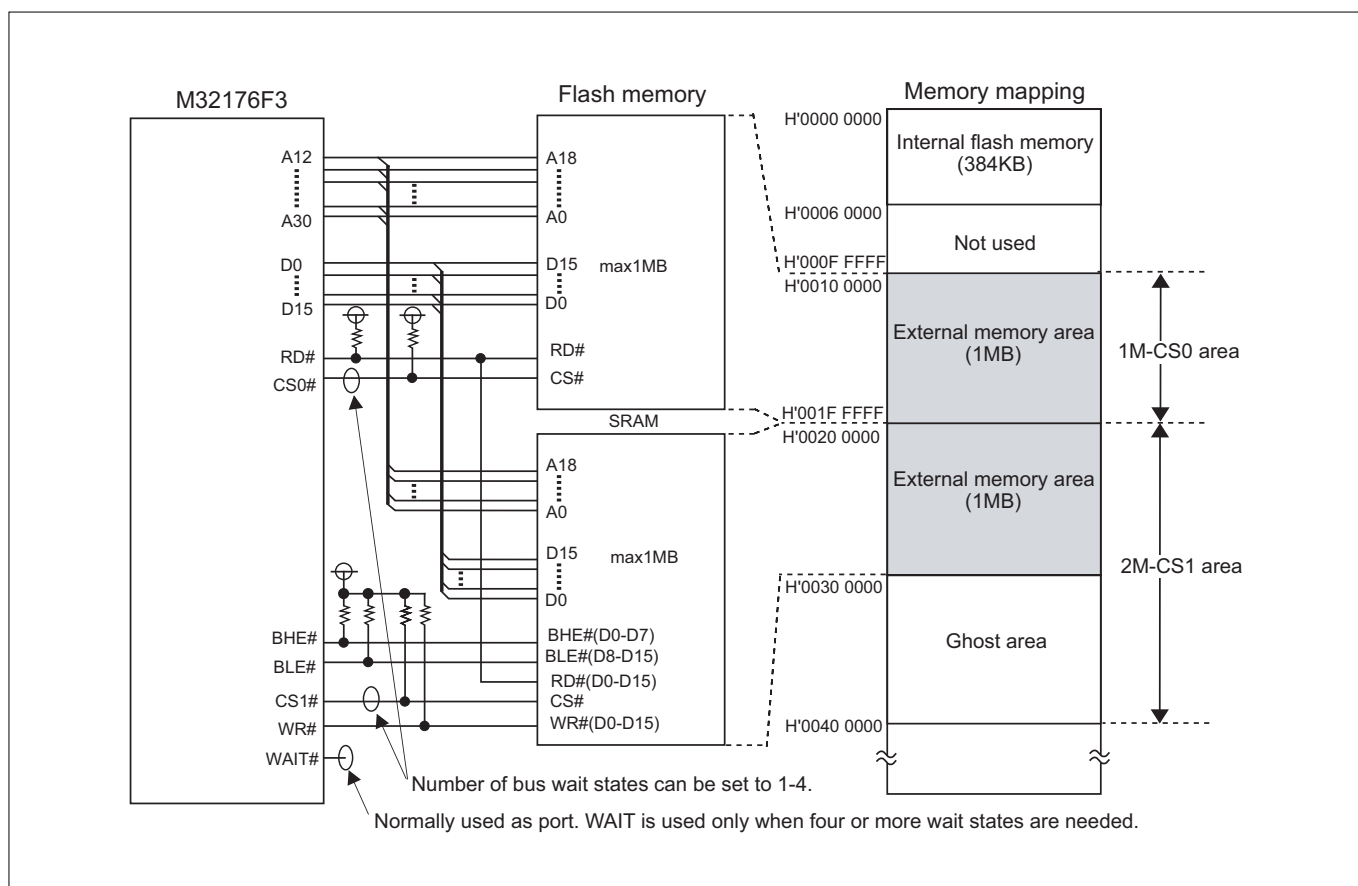 M32176F3
A12
A30
D0
D15
RD#
CS0#
BHE#
BLE#
CS1#
WR#
WAIT#
Flash memory
A18
A0
D15
max1MB
D0
RD#
CS#
SRAM
A18
A0
D15
max1MB
D0
BHE#(D0-D7)
BLE#(D8-D15)
RD#(D0-D15)
CS#
WR#(D0-D15)
Memory mapping
H'0000 0000
Internal flash memory
(384KB)
H'0006 0000
Not used
H'000F FFFF
H'0010 0000
External memory area
(1MB)
1M-CS0 area
H'001F FFFF
H'0020 0000
External memory area
(1MB)
2M-CS1 area
H'0030 0000
Ghost area
H'0040 0000
Number of bus wait states can be set to 1-4.
Normally used as port. WAIT is used only when four or more wait states are needed.